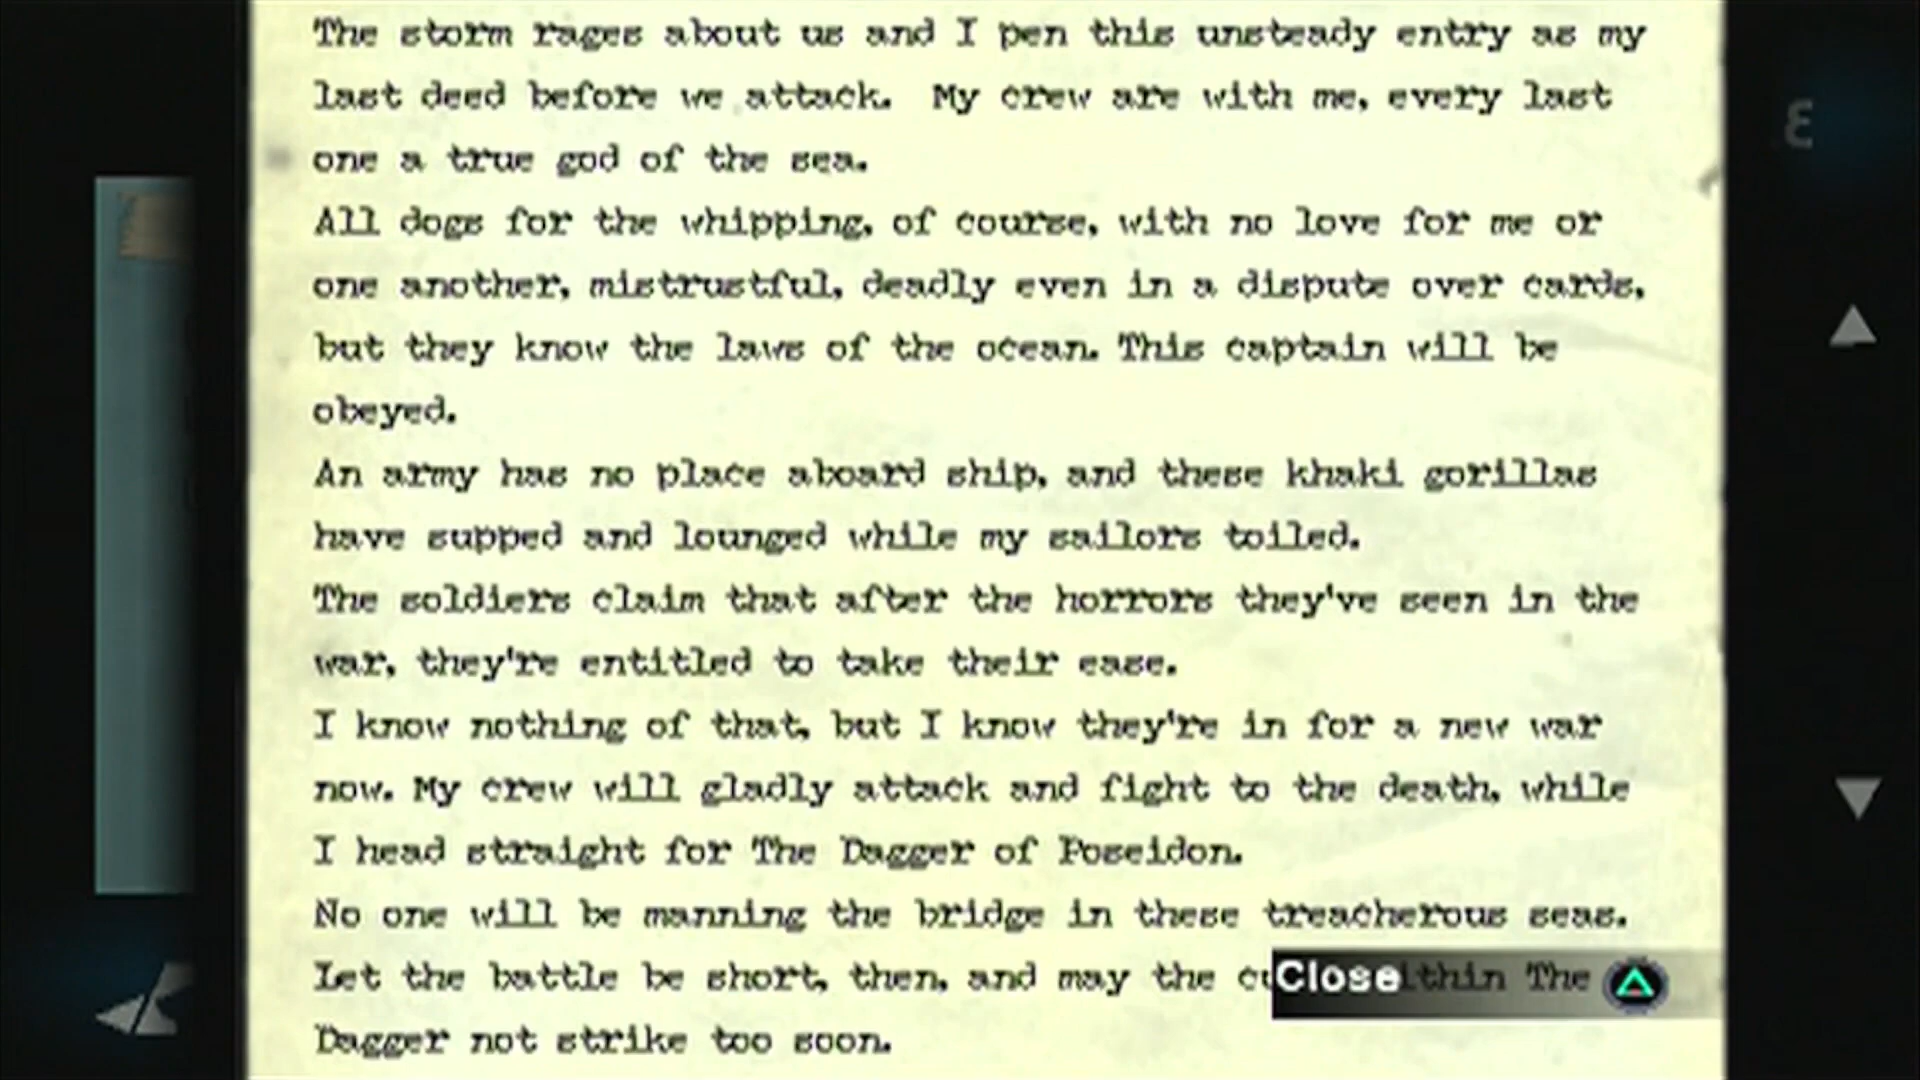 The storm rages about us and I pen this unsteady entry as my
last deed before we attack.  My crew are with me, every last
one a true god of the sea.
All dogs for the whipping, of course, with no love for me or
one another, mistrustful, deadly even in a dispute over cards,
but they know the laws of the ocean. This captain will be
obeyed.
An army has no place aboard ship, and these khaki gorillas
have supped and lounged while my sailors toiled.
The soldiers claim that after the horrors they've seen in the
war, they're entitled to take their ease.
I know nothing of that, but I know they're in for a new war
now. My crew will gladly attack and fight to the death, while
I head straight for The Dagger of Poseidon.
No one will be manning the bridge in these treacherous seas.
Let the battle be short, then, and may the The
Close
Dagger not strike too soon.